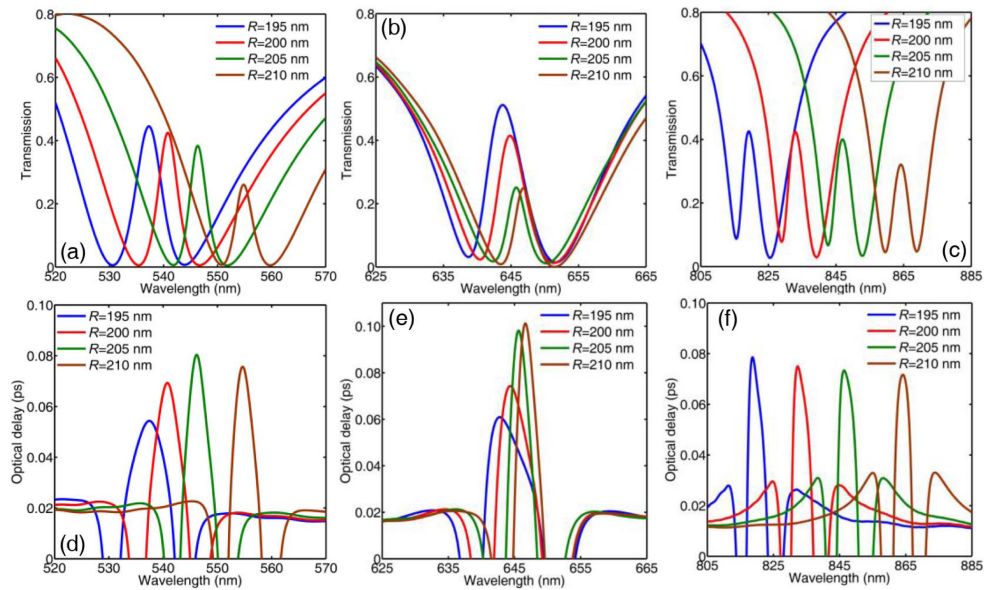 0.8
0.6
0.4
0.2
0
Transmission
R=195 nm
R=200 nm
R=205 nm
R=210 nm
(a)
520
530
540
550
560
570
Wavelength (nm)
(b)
0.8
0.6
0.4
0.2
0
Transmission
R=195 nm
R=200 nm
R=205 nm
R=210 nm
625
635
645
655
665
Wavelength (nm)
0.8
0.6
0.4
0.2
0
Transmission
R=195 nm
R=200 nm
R=205 nm
R=210 nm
(c)
805
825
845
865
885
Wavelength (nm)
0.10
0.08
0.06
0.04
0.02
0
Optical delay (ps)
R=195 nm
R=200 nm
R=205 nm
R=210 nm
(d)
520
530
540
550
560
570
Wavelength (nm)
(e)
0.10
0.08
0.06
0.04
0.02
0
Optical delay (ps)
R=195 nm
R=200 nm
R=205 nm
R=210 nm
625
635
645
655
665
Wavelength (nm)
(f)
0.10
0.08
0.06
0.04
0.02
0
Optical delay (ps)
R=195 nm
R=200 nm
R=205 nm
R=210 nm
805
825
845
865
885
Wavelength (nm)